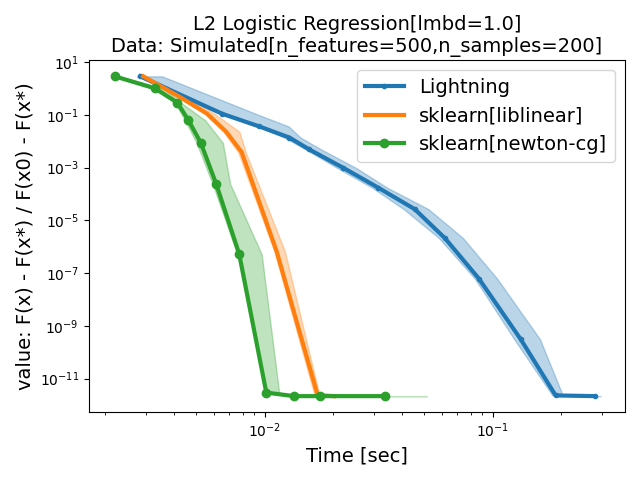 L2 Logistic Regression[lmbd=1.0]
Data: Simulated[n_features=500,n_samples=200]
value: F(x) - F(x*) / F(x0) - F(x*)
10¹
10⁻¹
10⁻³
10⁻⁵
10⁻⁷
10⁻⁹
10⁻¹¹
Lightning
sklearn[liblinear]
sklearn[newton-cg]
10⁻² 10⁻¹
Time [sec]